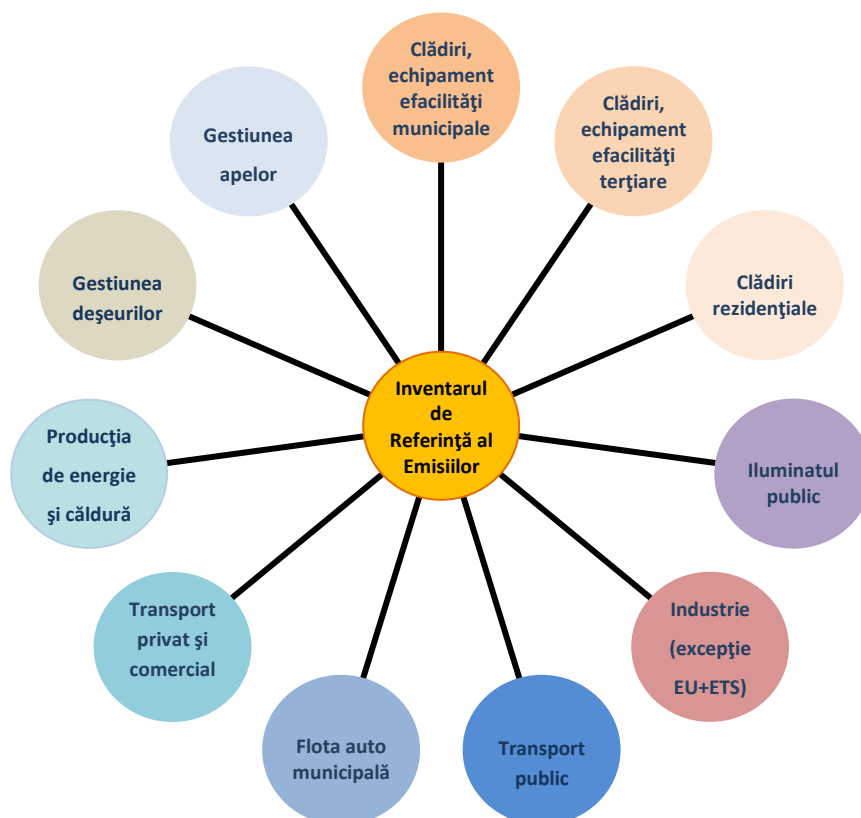 Clădiri,
echipament
efacilităţi
municipale
Clădiri,
echipament
efacilităţi
terţiare
Clădiri
rezidenţiale
Iluminatul
public
Industrie
(excepţie
EU+ETS)
Transport
public
Flota auto
municipală
Transport
privat şi
comercial
Producţia
de energie
şi căldură
Gestiunea
deşeurilor
Gestiunea
apelor
Inventarul
de
Referinţă al
Emisiilor